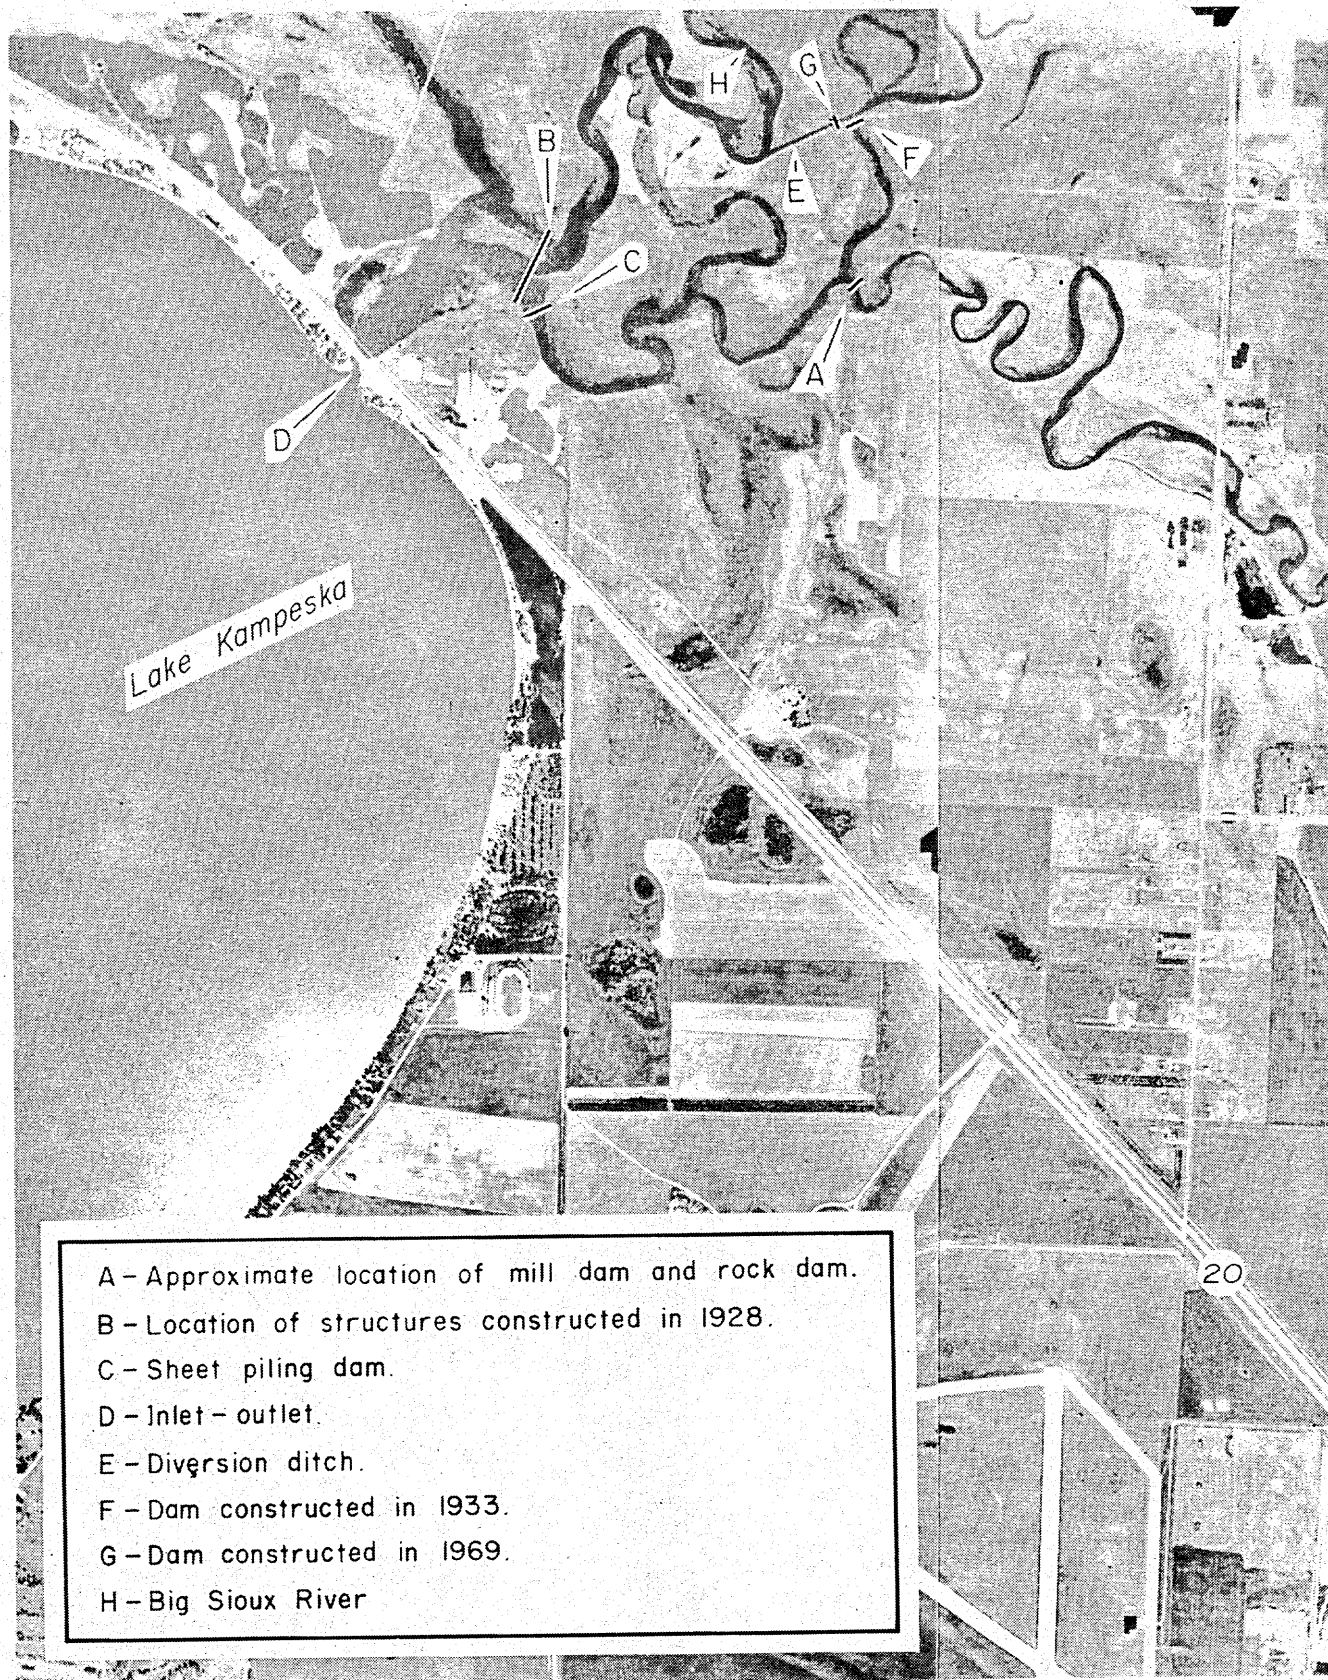 H
G
B
F
E
C
A
D
Lake Kampeska
20
A – Approximate location of mill dam and rock dam.
B – Location of structures constructed in 1928.
C – Sheet piling dam.
D – Inlet – outlet.
E – Diversion ditch.
F – Dam constructed in 1933.
G – Dam constructed in 1969.
H – Big Sioux River